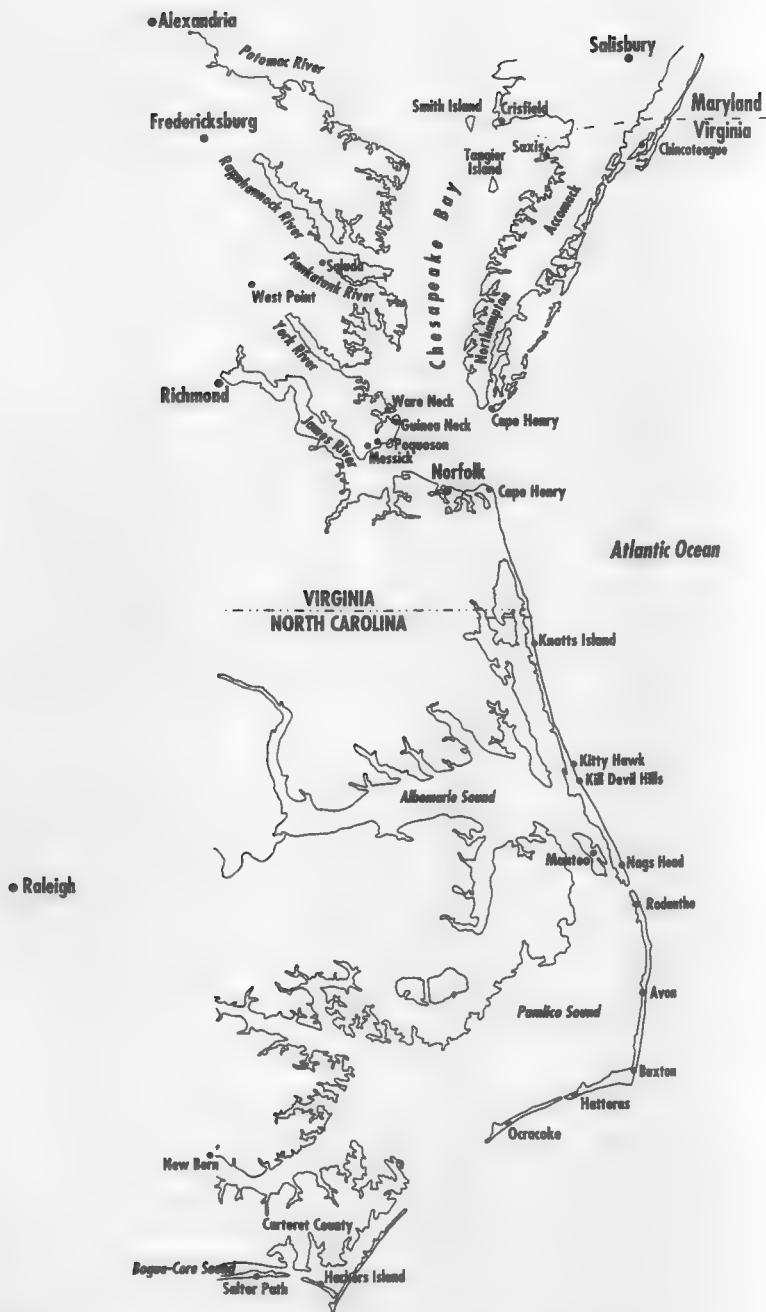 Alexandria
Potomac River
Salisbury
Smith Island
Crisfield
Maryland
Virginia
Fredericksburg
Saxis
Chincoteague
Tangier
Island
Rappahannock River
Accomack
Chesapeake Bay
Saluda
Piankatank River
West Point
Northampton
York River
Richmond
Ware Neck
Cape Henry
Guinea Neck
James River
Poquoson
Messick
Norfolk
Cape Henry
Atlantic Ocean
VIRGINIA
NORTH CAROLINA
Knotts Island
Kitty Hawk
Kill Devil Hills
Albemarle Sound
Manteo
Nags Head
Raleigh
Rodanthe
Avon
Pamlico Sound
Buxton
Hatteras
Ocracoke
New Bern
Carteret County
Bogue-Core Sound
Harkers Island
Salter Path